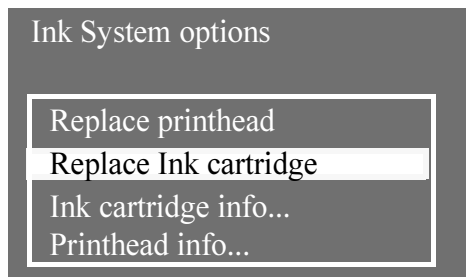 Ink System options
Replace printhead
Replace Ink cartridge
Ink cartridge info...
Printhead info...